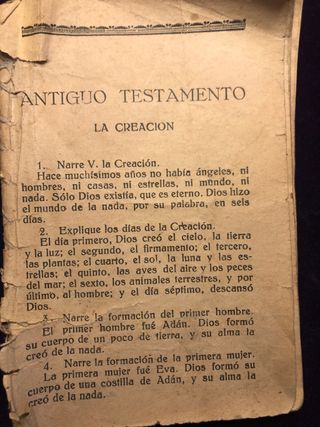 ANTIGUO TESTAMENTO
LA CREACION
1. Narre V. la Creación.
Hace muchísimos años no había ángeles, ni
hombres, ni casas, ni estrellas, ni mundo, ni
nada. Sólo Dios existía, que es eterno. Dios hizo
el mundo de la nada, por su palabra, en seis
días.
2. Explique los días de la Creación.
El día primero, Dios creó el cielo, la tierra
y la luz; el segundo, el firmamento; el tercero,
las plantas; el cuarto, el sol, la luna y las es-
trellas; el quinto, las aves del aire y los peces
del mar; el sexto, los animales terrestres, y por
último, al hombre; y el día séptimo, descansó
Dios.
3. Narre la formación del primer hombre.
El primer hombre fué Adán. Dios formó
su cuerpo de un poco de tierra, y su alma la
creó de la nada.
4. Narre la formación de la primera mujer.
La primera mujer fué Eva. Dios formó su
cuerpo de una costilla de Adán, y su alma la
creó de la nada.